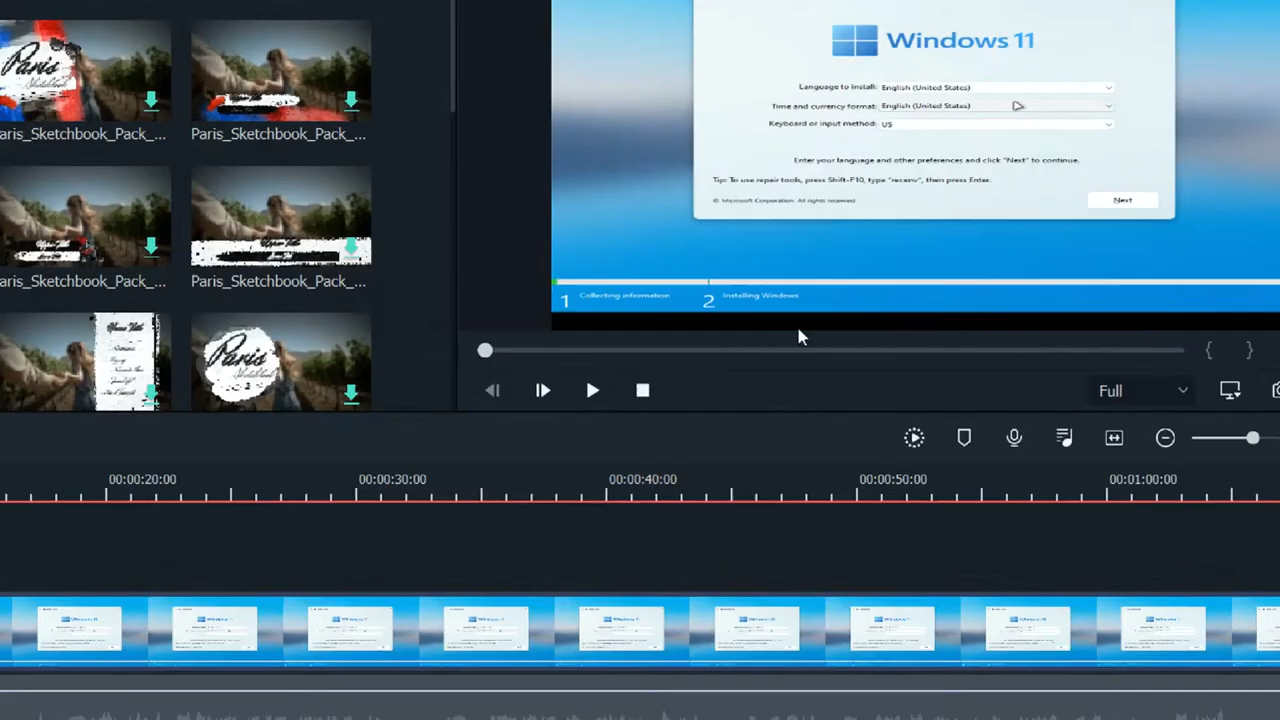 Paris
Sketchbook
aris_Sketchbook_Pack_...
Paris_Sketchbook_Pack_...
aris_Sketchbook_Pack_...
Paris_Sketchbook_Pack_...
Paris
Windows 11
Language to install: English (United States)
Time and currency format: English (United States)
Keyboard or input method: US
Enter your language and other preferences and click "Next" to continue.
Tip: To use repair tools, press Shift-F10, type "recenv", then press Enter.
© Microsoft Corporation. All rights reserved
Next
1 Collecting information 2 Installing Windows
{ }
Full
00:00:20:00 00:00:30:00 00:00:40:00 00:00:50:00 00:01:00:00